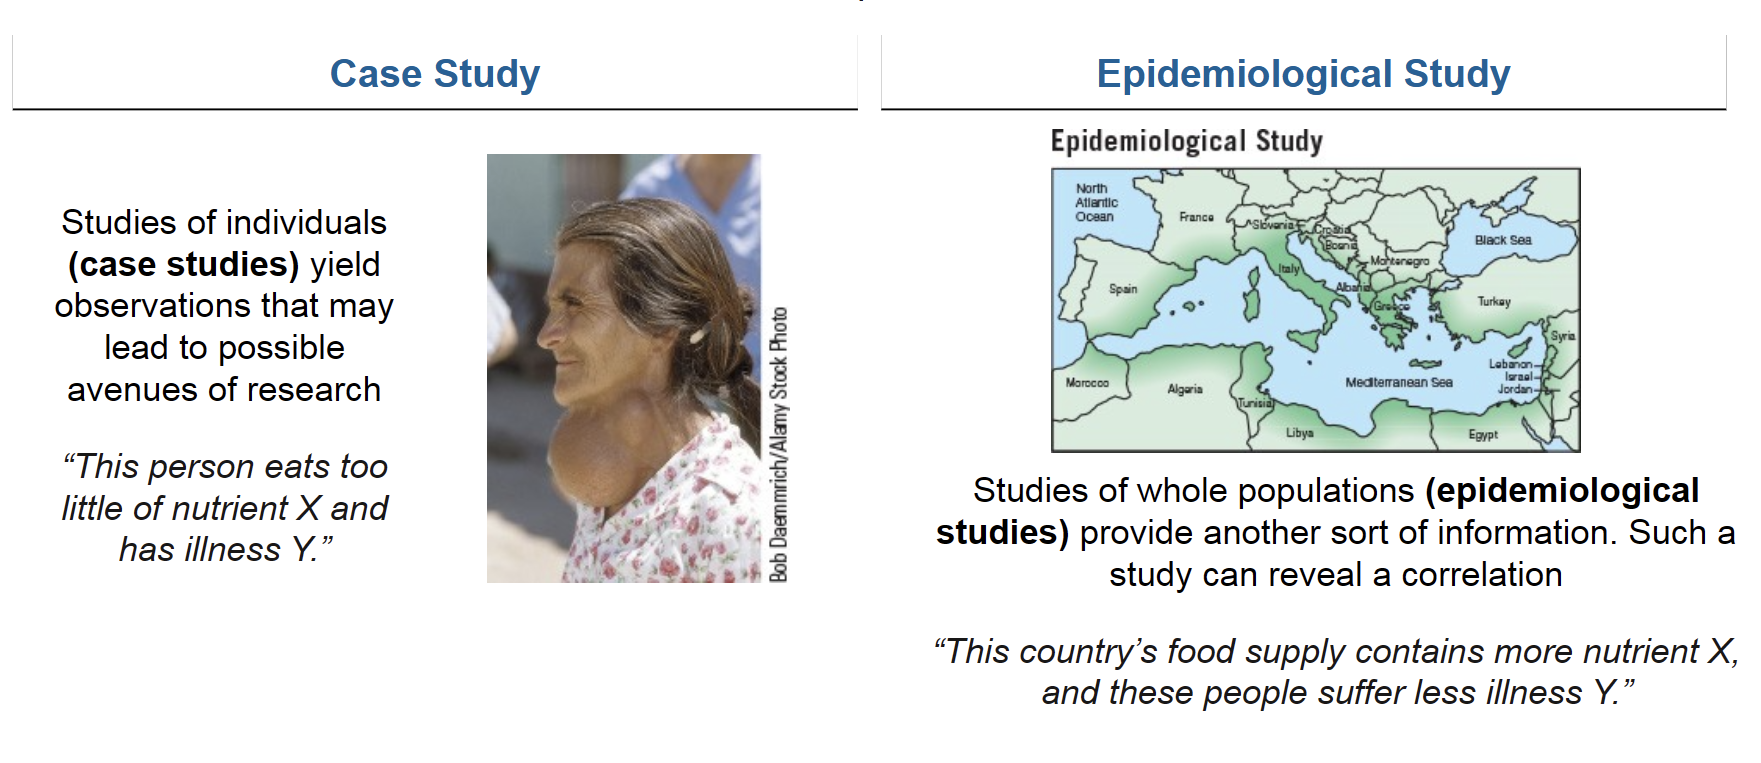 Case Study
Studies of individuals
(case studies) yield
observations that may
lead to possible
avenues of research
“This person eats too
little of nutrient X and
has illness Y.”
Bob Daemmrich/Alamy Stock Photo
Epidemiological Study
Epidemiological Study
North
Atlantic
Ocean
France
Slovenia
Croatia
Bosnia
Black Sea
Montenegro
Italy
Spain
Albania
Greece
Turkey
Syria
Lebanon
Israel
Jordan
Morocco
Algeria
Mediterranean Sea
Tunisia
Libya
Egypt
Studies of whole populations (epidemiological
studies) provide another sort of information. Such a
study can reveal a correlation
“This country’s food supply contains more nutrient X,
and these people suffer less illness Y.”